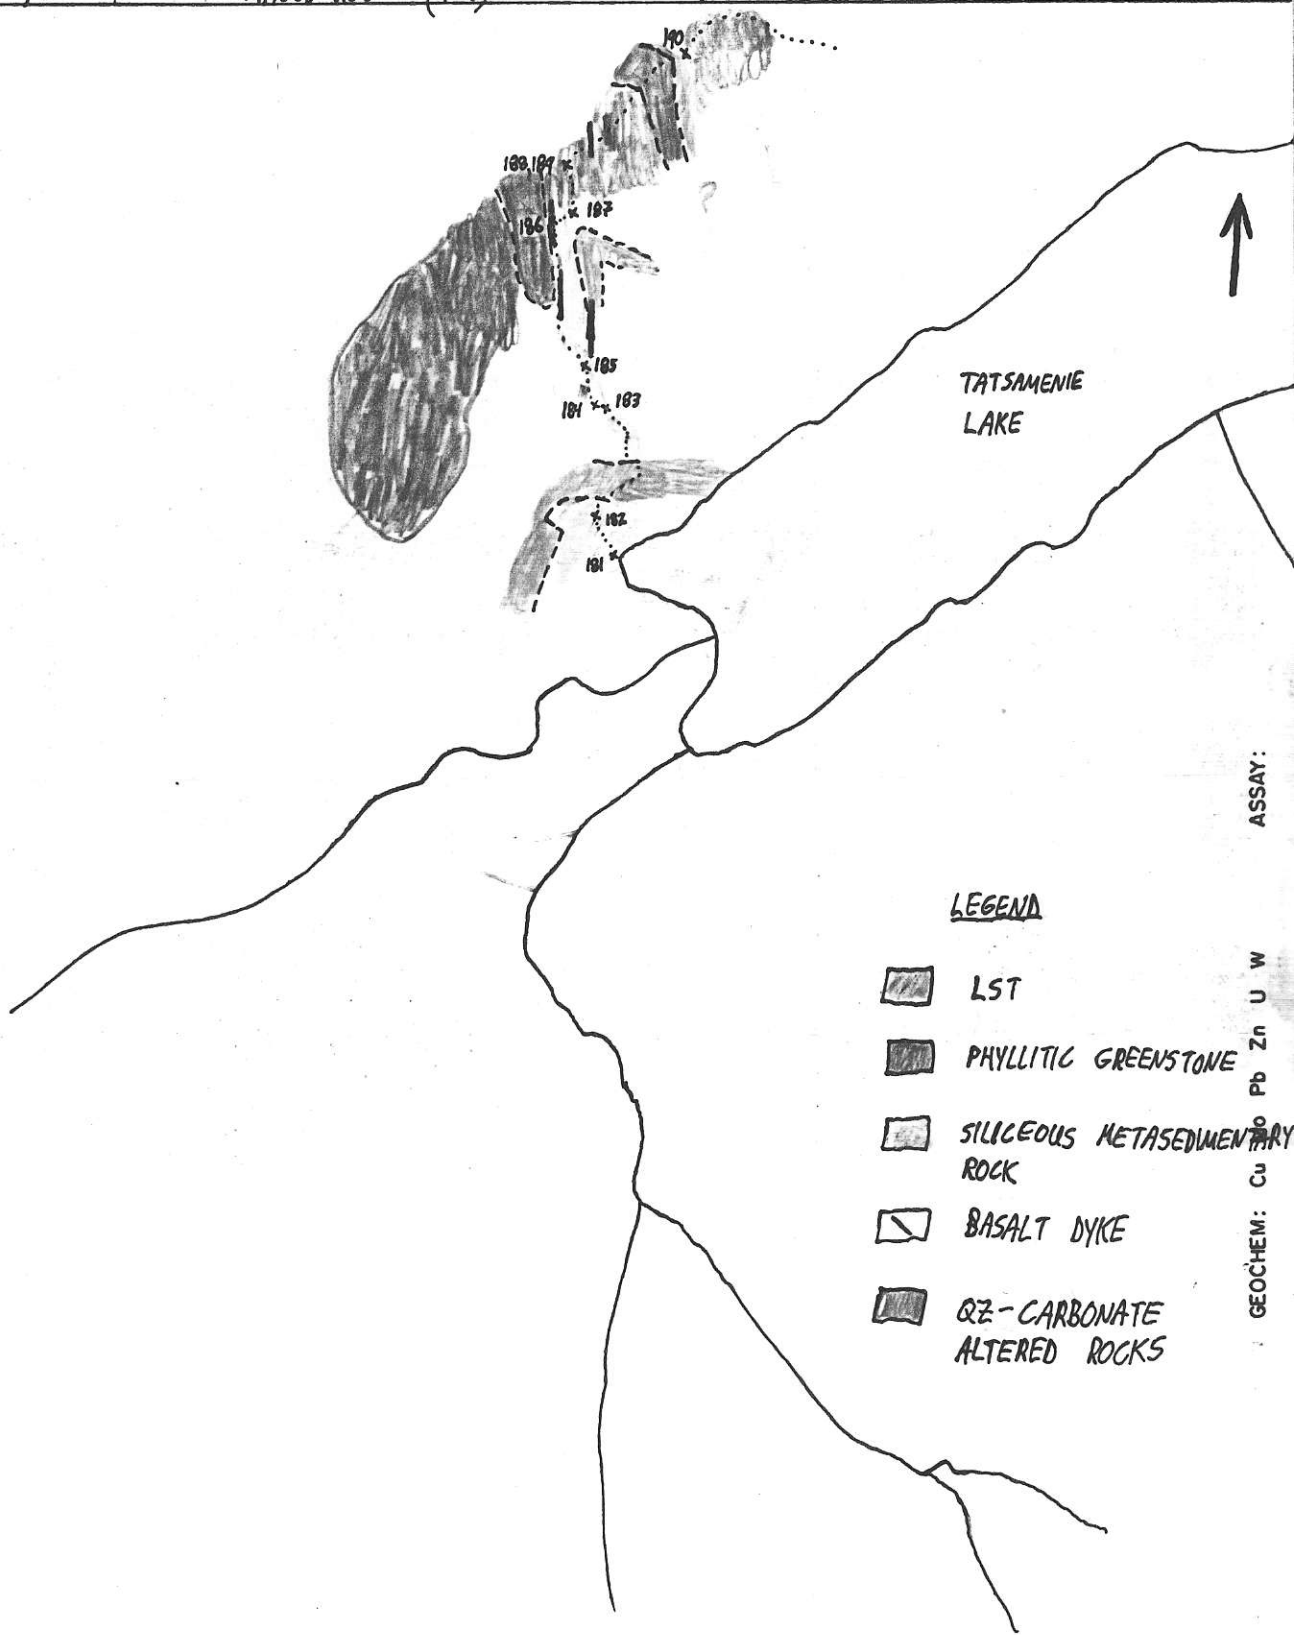 190
188 189
187
186
?
185
184
183
182
181
TATSAMENIE
LAKE
LEGEND
LST
PHYLLITIC GREENSTONE
SILICEOUS METASEDIMENTARY
ROCK
BASALT DYKE
QZ-CARBONATE
ALTERED ROCKS
GEOCHEM: Cu Mo Pb Zn U W ASSAY: